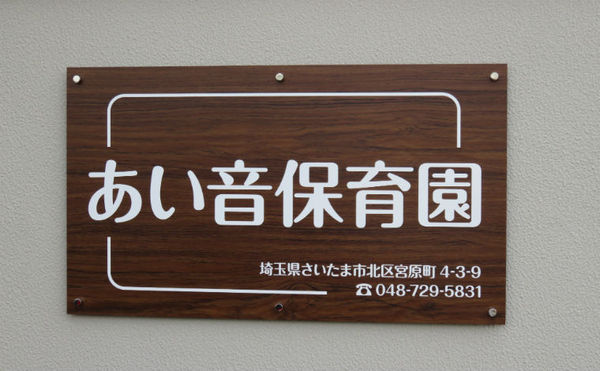 あい音保育園
埼玉県さいたま市北区宮原町 4-3-9
☎ 048-729-5831